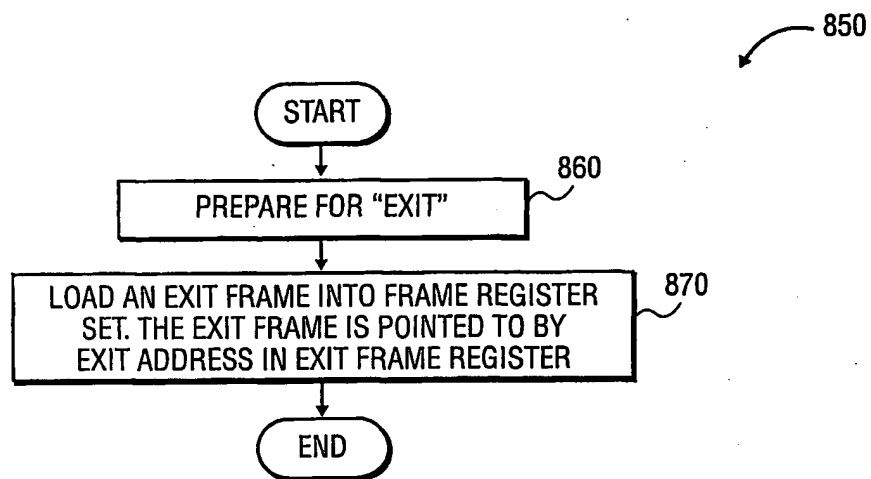 850
START
860
PREPARE FOR “EXIT”
870
LOAD AN EXIT FRAME INTO FRAME REGISTER
SET. THE EXIT FRAME IS POINTED TO BY
EXIT ADDRESS IN EXIT FRAME REGISTER
END